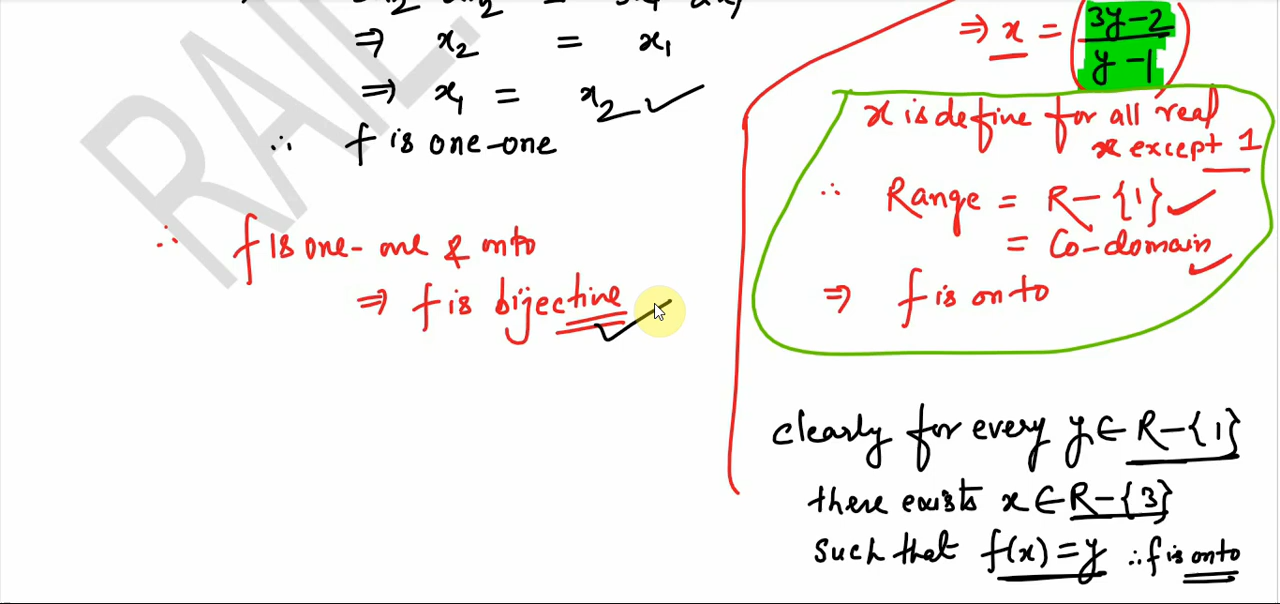 ⇒ x₂ = x₁
⇒ x₁ = x₂ ✓
∴ f is one-one
∴ f is one-one & onto
⇒ f is bijective ✓
⇒ x = (3y-2 / y-1)
x is define for all real
x except 1
∴ Range = R-{1} ✓
= Co-domain ✓
⇒ f is onto
clearly for every y ∈ R-{1}
there exists x ∈ R-{3}
such that f(x) = y ∴ f is onto
RAIL